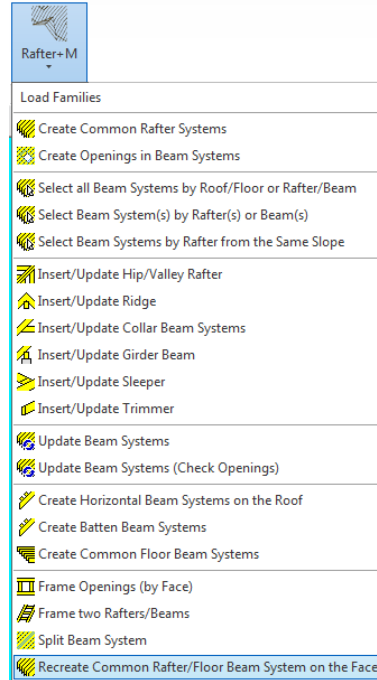 Rafter+M
Load Families
Create Common Rafter Systems
Create Openings in Beam Systems
Select all Beam Systems by Roof/Floor or Rafter/Beam
Select Beam System(s) by Rafter(s) or Beam(s)
Select Beam Systems by Rafter from the Same Slope
Insert/Update Hip/Valley Rafter
Insert/Update Ridge
Insert/Update Collar Beam Systems
Insert/Update Girder Beam
Insert/Update Sleeper
Insert/Update Trimmer
Update Beam Systems
Update Beam Systems (Check Openings)
Create Horizontal Beam Systems on the Roof
Create Batten Beam Systems
Create Common Floor Beam Systems
Frame Openings (by Face)
Frame two Rafters/Beams
Split Beam System
Recreate Common Rafter/Floor Beam System on the Face